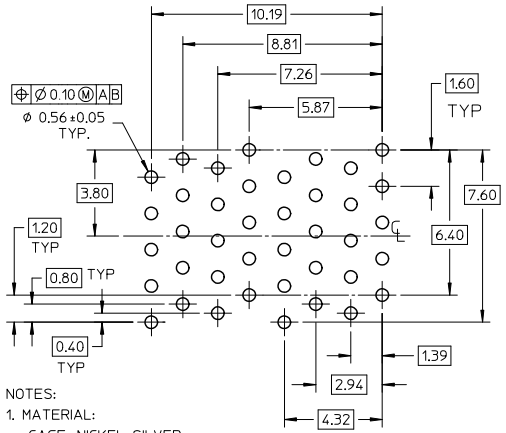 10.19
8.81
7.26
1.60
TYP
5.87
⌖ Ø 0.10 Ⓜ A B
Ø 0.56 ±0.05
TYP.
3.80
7.60
1.20
TYP
℄
6.40
0.80 TYP
0.40
TYP
1.39
2.94
4.32
NOTES:
1. MATERIAL: